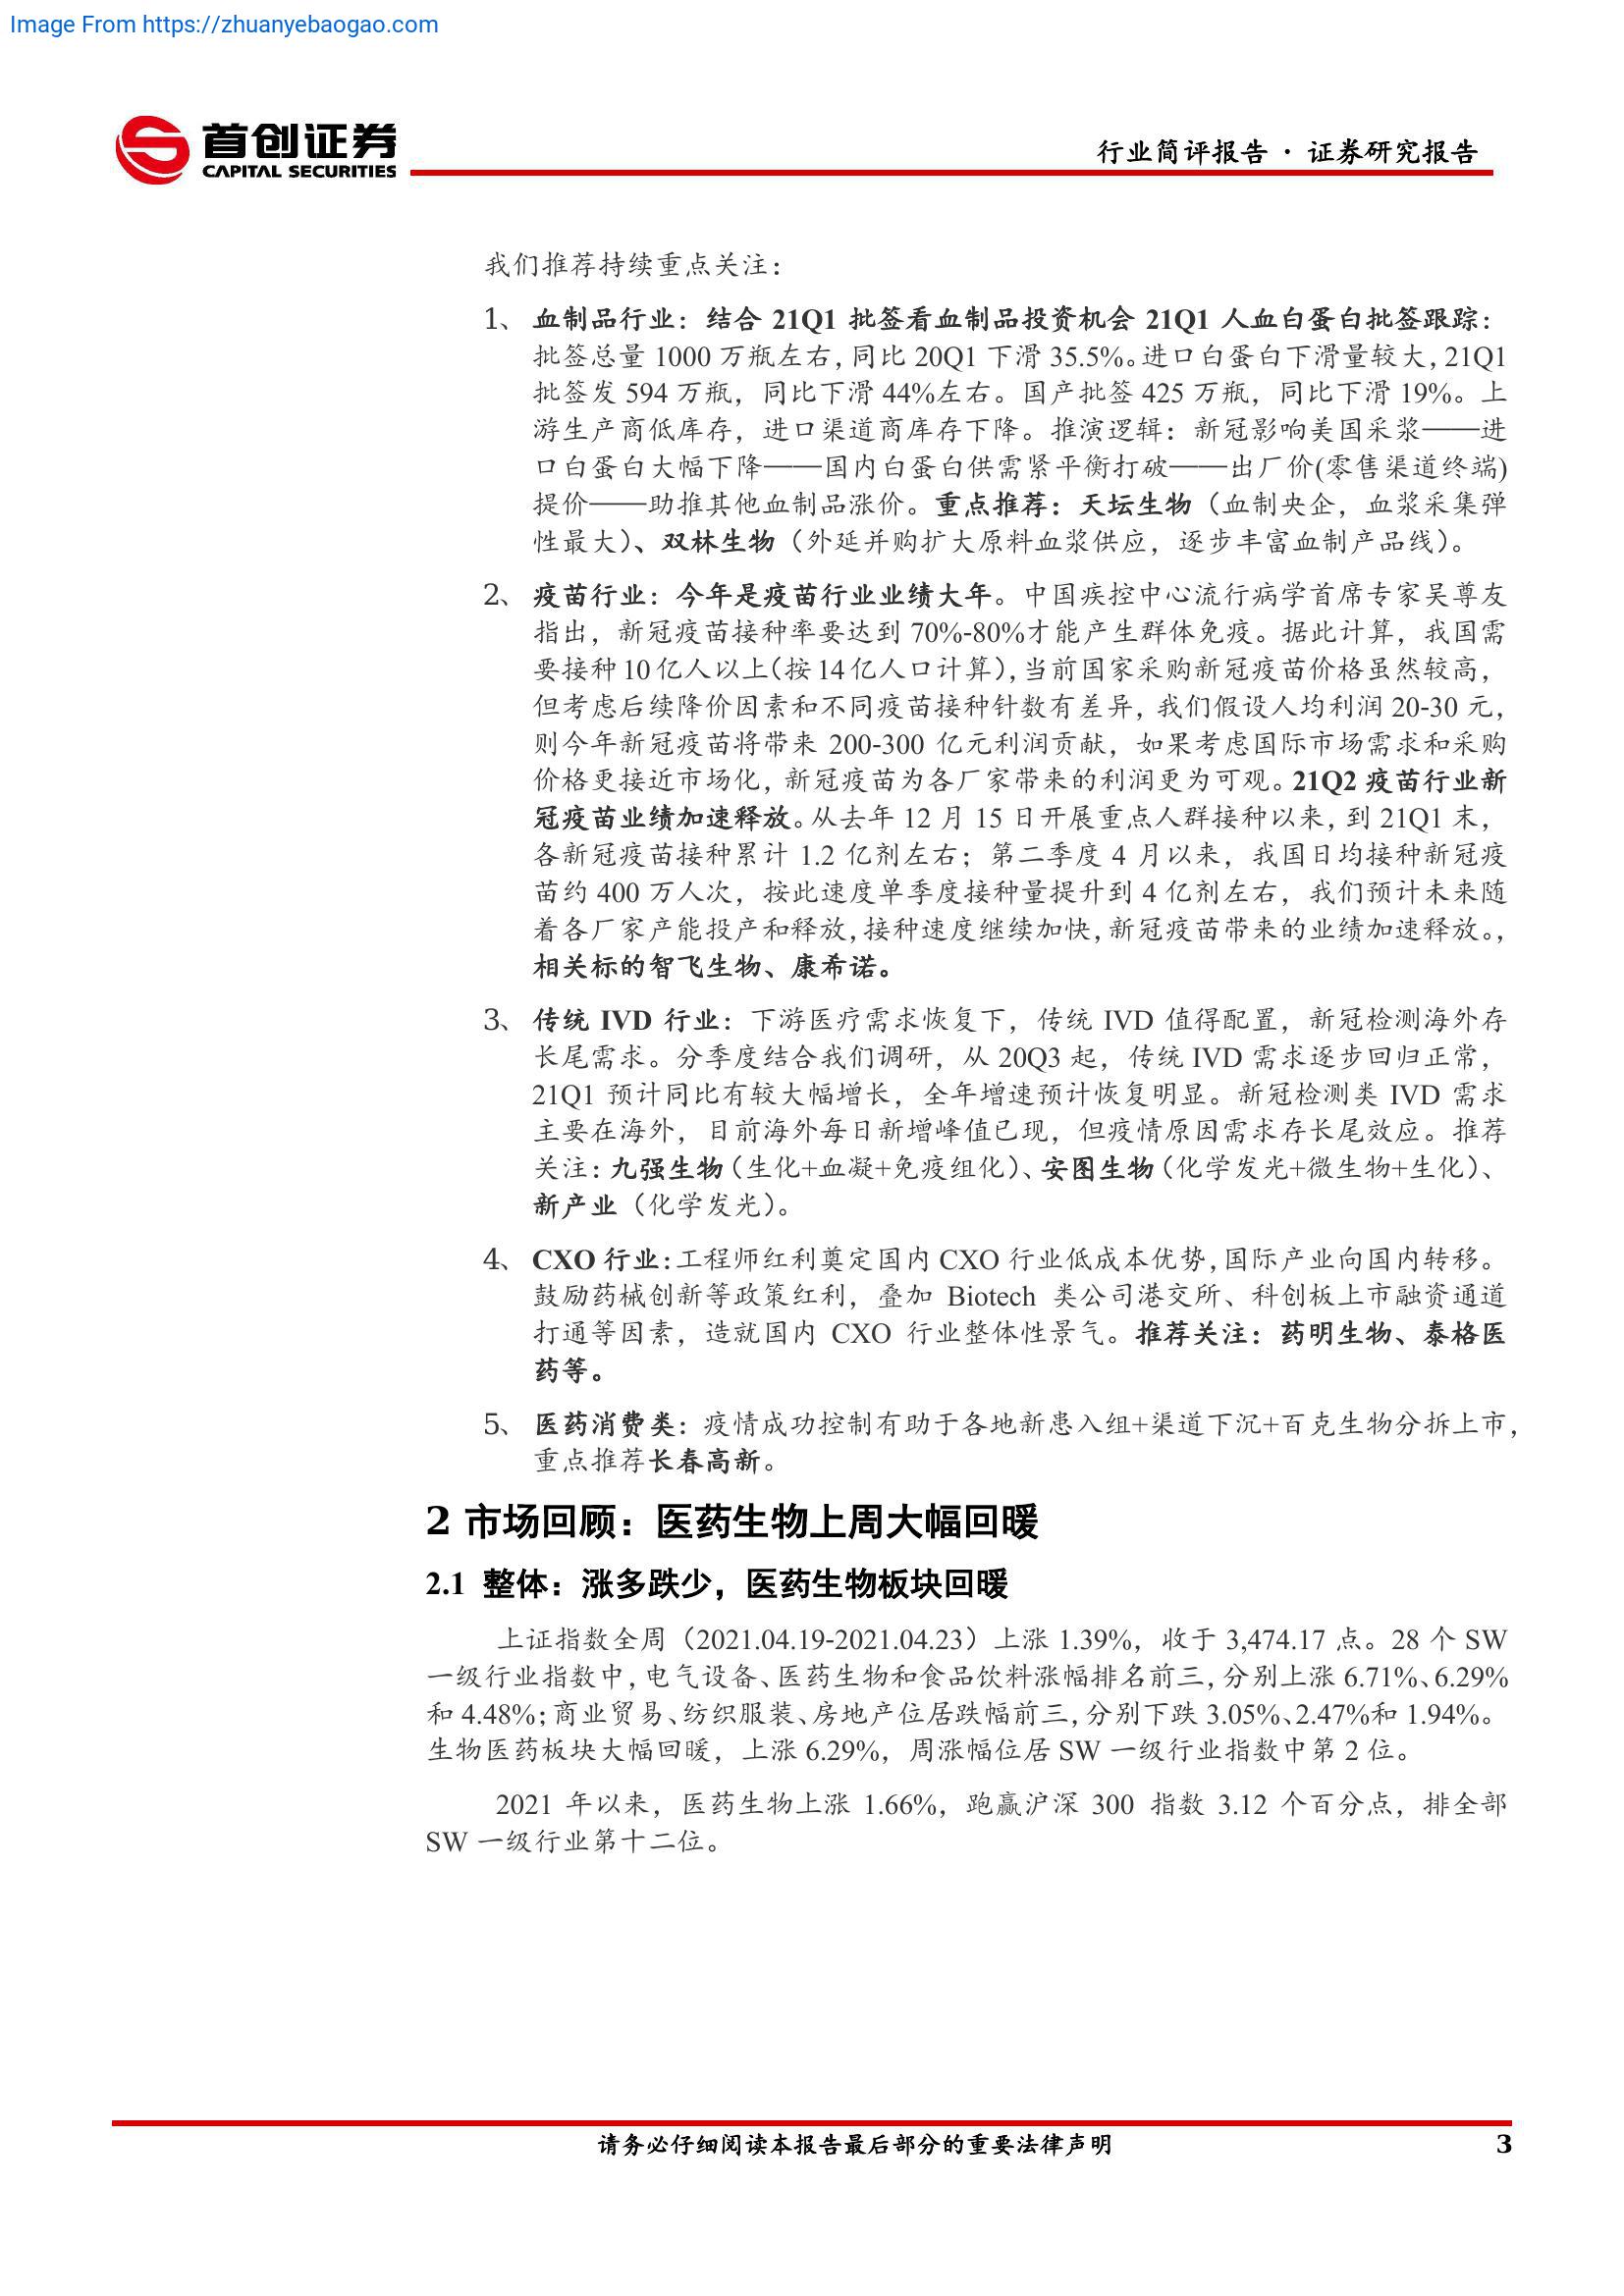 Image From https://zhuanyebaogao.com
首创证券
CAPITAL SECURITIES
行业简评报告 · 证券研究报告
我们推荐持续重点关注：
1、 血制品行业：结合 21Q1 批签看血制品投资机会 21Q1 人血白蛋白批签跟踪：
批签总量 1000 万瓶左右，同比 20Q1 下滑 35.5%。进口白蛋白下滑量较大，21Q1
批签发 594 万瓶，同比下滑 44%左右。国产批签 425 万瓶，同比下滑 19%。上
游生产商低库存，进口渠道商库存下降。推演逻辑：新冠影响美国采浆——进
口白蛋白大幅下降——国内白蛋白供需紧平衡打破——出厂价(零售渠道终端)
提价——助推其他血制品涨价。重点推荐：天坛生物（血制央企，血浆采集弹
性最大）、双林生物（外延并购扩大原料血浆供应，逐步丰富血制产品线）。
2、 疫苗行业：今年是疫苗行业业绩大年。中国疾控中心流行病学首席专家吴尊友
指出，新冠疫苗接种率要达到 70%-80%才能产生群体免疫。据此计算，我国需
要接种 10 亿人以上（按 14 亿人口计算），当前国家采购新冠疫苗价格虽然较高，
但考虑后续降价因素和不同疫苗接种针数有差异，我们假设人均利润 20-30 元，
则今年新冠疫苗将带来 200-300 亿元利润贡献，如果考虑国际市场需求和采购
价格更接近市场化，新冠疫苗为各厂家带来的利润更为可观。21Q2 疫苗行业新
冠疫苗业绩加速释放。从去年 12 月 15 日开展重点人群接种以来，到 21Q1 末，
各新冠疫苗接种累计 1.2 亿剂左右；第二季度 4 月以来，我国日均接种新冠疫
苗约 400 万人次，按此速度单季度接种量提升到 4 亿剂左右，我们预计未来随
着各厂家产能投产和释放，接种速度继续加快，新冠疫苗带来的业绩加速释放。，
相关标的智飞生物、康希诺。
3、 传统 IVD 行业：下游医疗需求恢复下，传统 IVD 值得配置，新冠检测海外存
长尾需求。分季度结合我们调研，从 20Q3 起，传统 IVD 需求逐步回归正常，
21Q1 预计同比有较大幅增长，全年增速预计恢复明显。新冠检测类 IVD 需求
主要在海外，目前海外每日新增峰值已现，但疫情原因需求存长尾效应。推荐
关注：九强生物（生化+血凝+免疫组化）、安图生物（化学发光+微生物+生化）、
新产业（化学发光）。
4、 CXO 行业：工程师红利奠定国内 CXO 行业低成本优势，国际产业向国内转移。
鼓励药械创新等政策红利，叠加 Biotech 类公司港交所、科创板上市融资通道
打通等因素，造就国内 CXO 行业整体性景气。推荐关注：药明生物、泰格医
药等。
5、 医药消费类：疫情成功控制有助于各地新患入组+渠道下沉+百克生物分拆上市，
重点推荐长春高新。
2 市场回顾：医药生物上周大幅回暖
2.1 整体：涨多跌少，医药生物板块回暖
上证指数全周（2021.04.19-2021.04.23）上涨 1.39%，收于 3,474.17 点。28 个 SW
一级行业指数中，电气设备、医药生物和食品饮料涨幅排名前三，分别上涨 6.71%、6.29%
和 4.48%；商业贸易、纺织服装、房地产位居跌幅前三，分别下跌 3.05%、2.47%和 1.94%。
生物医药板块大幅回暖，上涨 6.29%，周涨幅位居 SW 一级行业指数中第 2 位。
2021 年以来，医药生物上涨 1.66%，跑赢沪深 300 指数 3.12 个百分点，排全部
SW 一级行业第十二位。
请务必仔细阅读本报告最后部分的重要法律声明
3